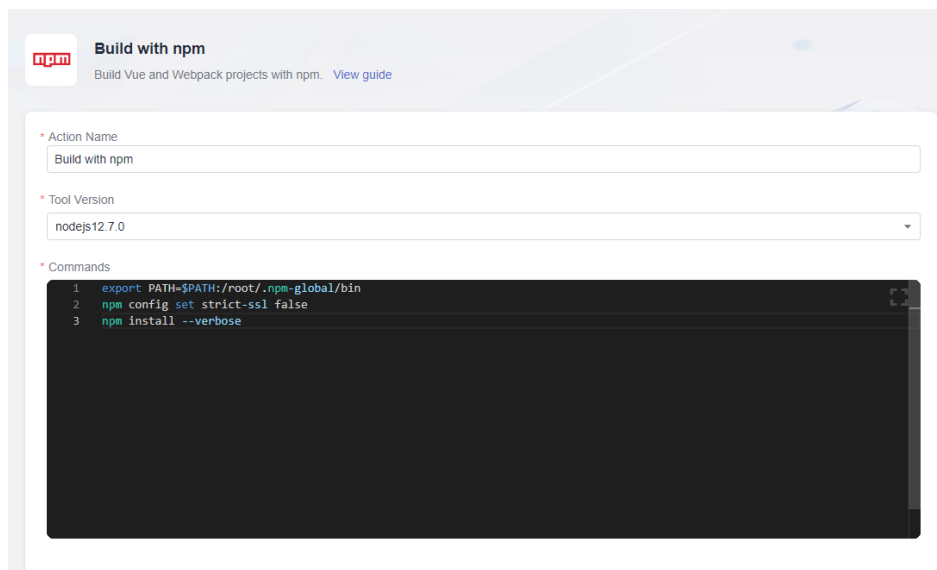 npm
Build with npm
Build Vue and Webpack projects with npm. View guide
* Action Name
Build with npm
* Tool Version
nodejs12.7.0
* Commands
1 export PATH=$PATH:/root/.npm-global/bin
2 npm config set strict-ssl false
3 npm install --verbose